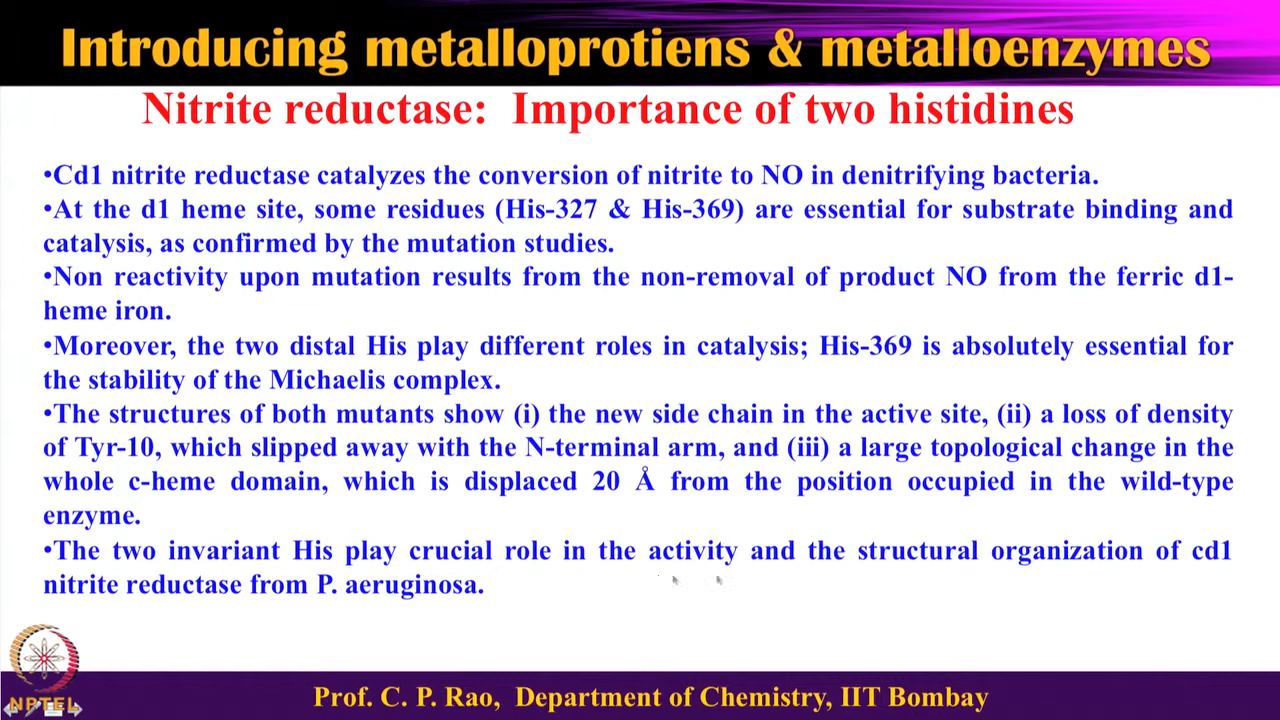 Introducing metalloprotiens & metalloenzymes
Nitrite reductase: Importance of two histidines
•Cd1 nitrite reductase catalyzes the conversion of nitrite to NO in denitrifying bacteria.
•At the d1 heme site, some residues (His-327 & His-369) are essential for substrate binding and
catalysis, as confirmed by the mutation studies.
•Non reactivity upon mutation results from the non-removal of product NO from the ferric d1-
heme iron.
•Moreover, the two distal His play different roles in catalysis; His-369 is absolutely essential for
the stability of the Michaelis complex.
•The structures of both mutants show (i) the new side chain in the active site, (ii) a loss of density
of Tyr-10, which slipped away with the N-terminal arm, and (iii) a large topological change in the
whole c-heme domain, which is displaced 20 Å from the position occupied in the wild-type
enzyme.
•The two invariant His play crucial role in the activity and the structural organization of cd1
nitrite reductase from P. aeruginosa.
NPTEL
Prof. C. P. Rao, Department of Chemistry, IIT Bombay